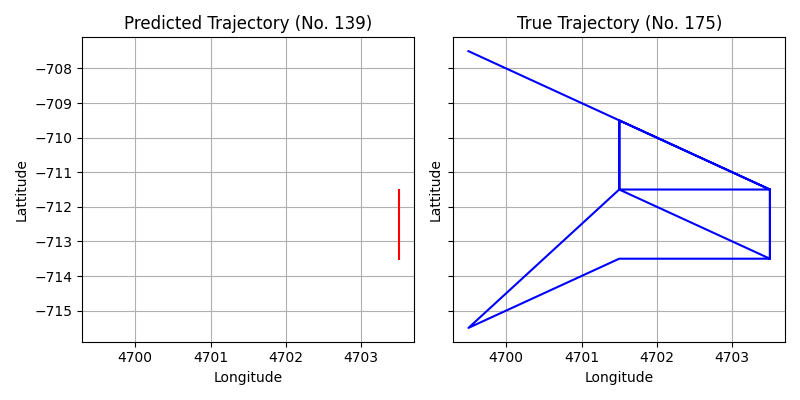 Predicted Trajectory (No. 139)
True Trajectory (No. 175)
Lattitude
−708
−709
−710
−711
−712
−713
−714
−715
4700
4701
4702
4703
Longitude
Lattitude
4700
4701
4702
4703
Longitude